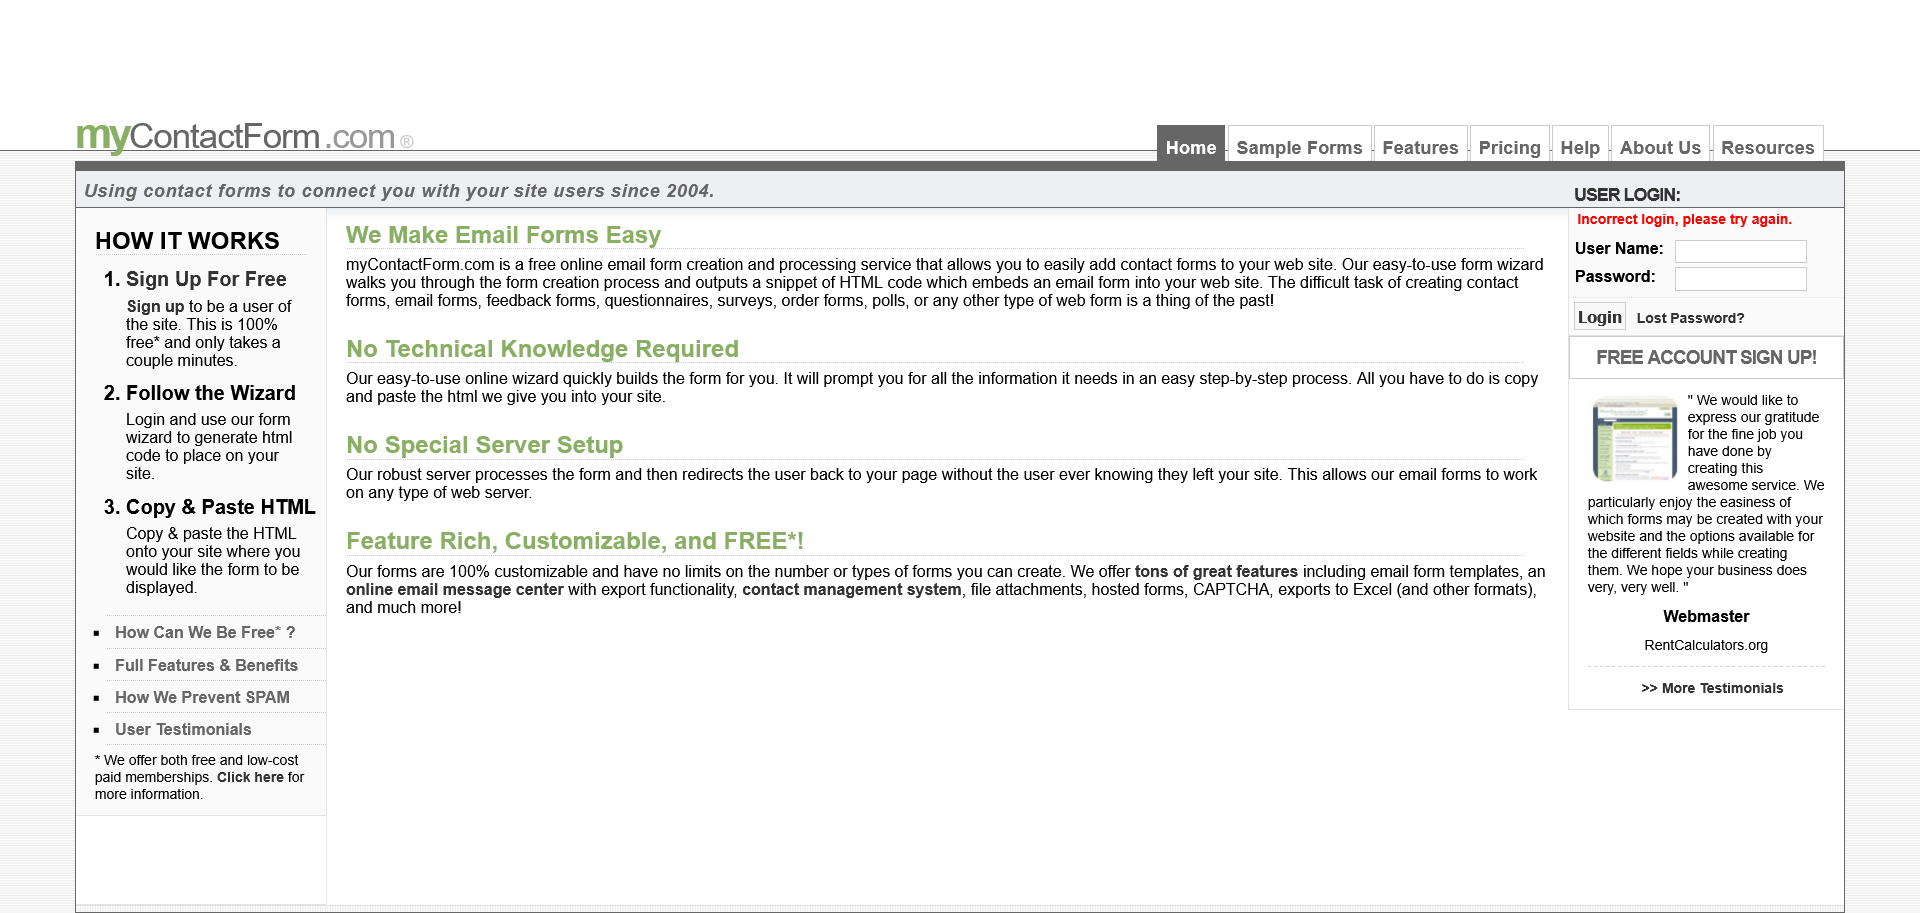 myContactForm.com ®
Home
Sample Forms
Features
Pricing
Help
About Us
Resources
Using contact forms to connect you with your site users since 2004.
HOW IT WORKS
1. Sign Up For Free
Sign up to be a user of
the site. This is 100%
free* and only takes a
couple minutes.
2. Follow the Wizard
Login and use our form
wizard to generate html
code to place on your
site.
3. Copy & Paste HTML
Copy & paste the HTML
onto your site where you
would like the form to be
displayed.
How Can We Be Free* ?
Full Features & Benefits
How We Prevent SPAM
User Testimonials
* We offer both free and low-cost
paid memberships. Click here for
more information.
We Make Email Forms Easy
myContactForm.com is a free online email form creation and processing service that allows you to easily add contact forms to your web site. Our easy-to-use form wizard
walks you through the form creation process and outputs a snippet of HTML code which embeds an email form into your web site. The difficult task of creating contact
forms, email forms, feedback forms, questionnaires, surveys, order forms, polls, or any other type of web form is a thing of the past!
No Technical Knowledge Required
Our easy-to-use online wizard quickly builds the form for you. It will prompt you for all the information it needs in an easy step-by-step process. All you have to do is copy
and paste the html we give you into your site.
No Special Server Setup
Our robust server processes the form and then redirects the user back to your page without the user ever knowing they left your site. This allows our email forms to work
on any type of web server.
Feature Rich, Customizable, and FREE*!
Our forms are 100% customizable and have no limits on the number or types of forms you can create. We offer tons of great features including email form templates, an
online email message center with export functionality, contact management system, file attachments, hosted forms, CAPTCHA, exports to Excel (and other formats),
and much more!
USER LOGIN:
Incorrect login, please try again.
User Name:
Password:
Login
Lost Password?
FREE ACCOUNT SIGN UP!
" We would like to
express our gratitude
for the fine job you
have done by
creating this
awesome service. We
particularly enjoy the easiness of
which forms may be created with your
website and the options available for
the different fields while creating
them. We hope your business does
very, very well. "
Webmaster
RentCalculators.org
>> More Testimonials